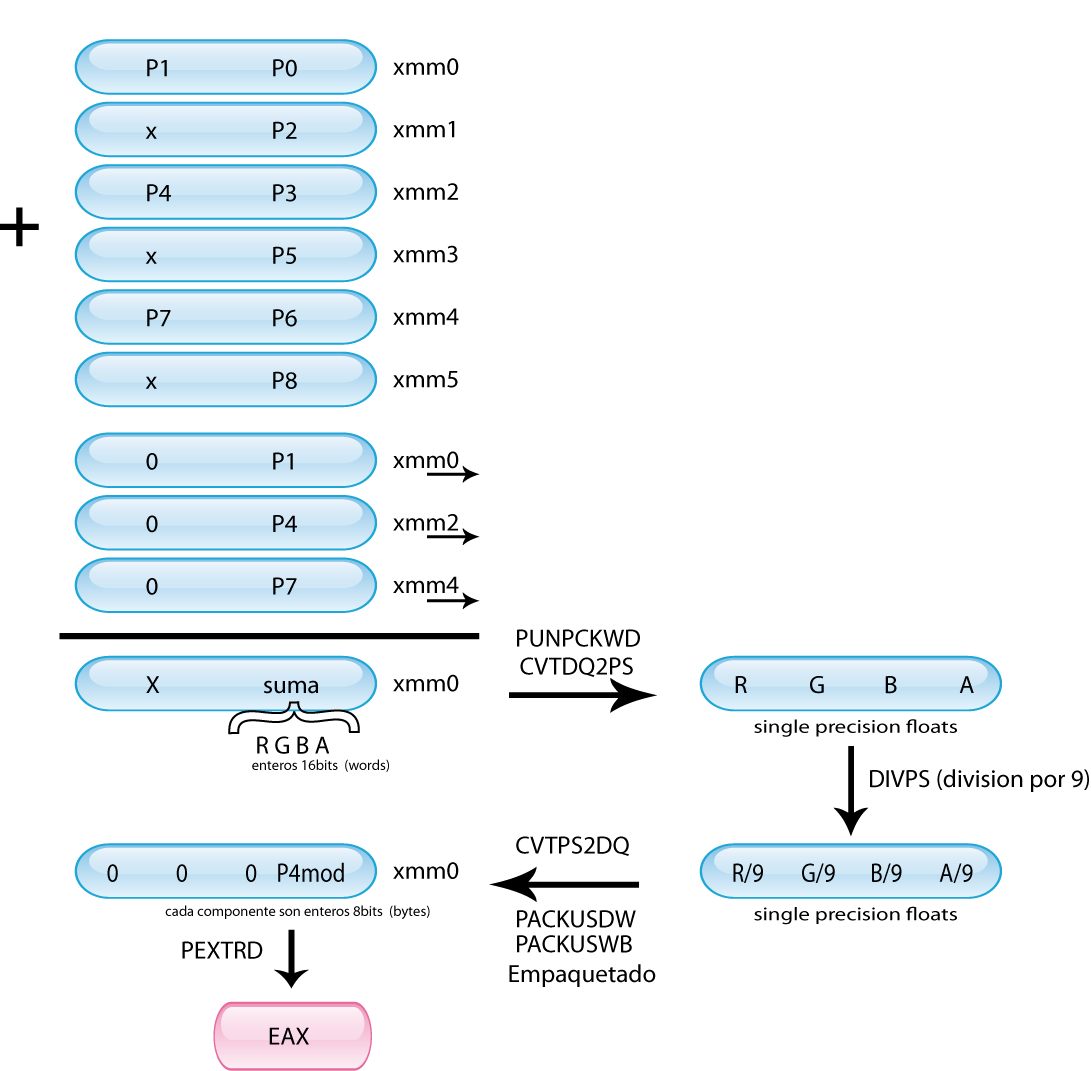 P1 P0 xmm0
x P2 xmm1
P4 P3 xmm2
+
x P5 xmm3
P7 P6 xmm4
x P8 xmm5
0 P1 xmm0
0 P4 xmm2
0 P7 xmm4
PUNPCKWD
CVTDQ2PS
X suma xmm0
R G B A
enteros 16bits (words)
R G B A
single precision floats
DIVPS (division por 9)
R/9 G/9 B/9 A/9
single precision floats
CVTPS2DQ
PACKUSDW
PACKUSWB
Empaquetado
0 0 0 P4mod xmm0
cada componente son enteros 8bits (bytes)
PEXTRD
EAX